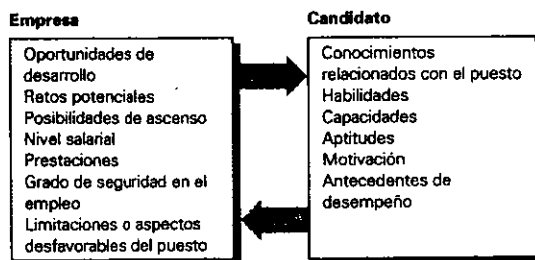 Empresa
Oportunidades de
desarrollo
Retos potenciales
Posibilidades de ascenso
Nivel salarial
Prestaciones
Grado de seguridad en el
empleo
Limitaciones o aspectos
desfavorables del puesto
Candidato
Conocimientos
relacionados con el puesto
Habilidades
Capacidades
Aptitudes
Motivación
Antecedentes de
desempeño